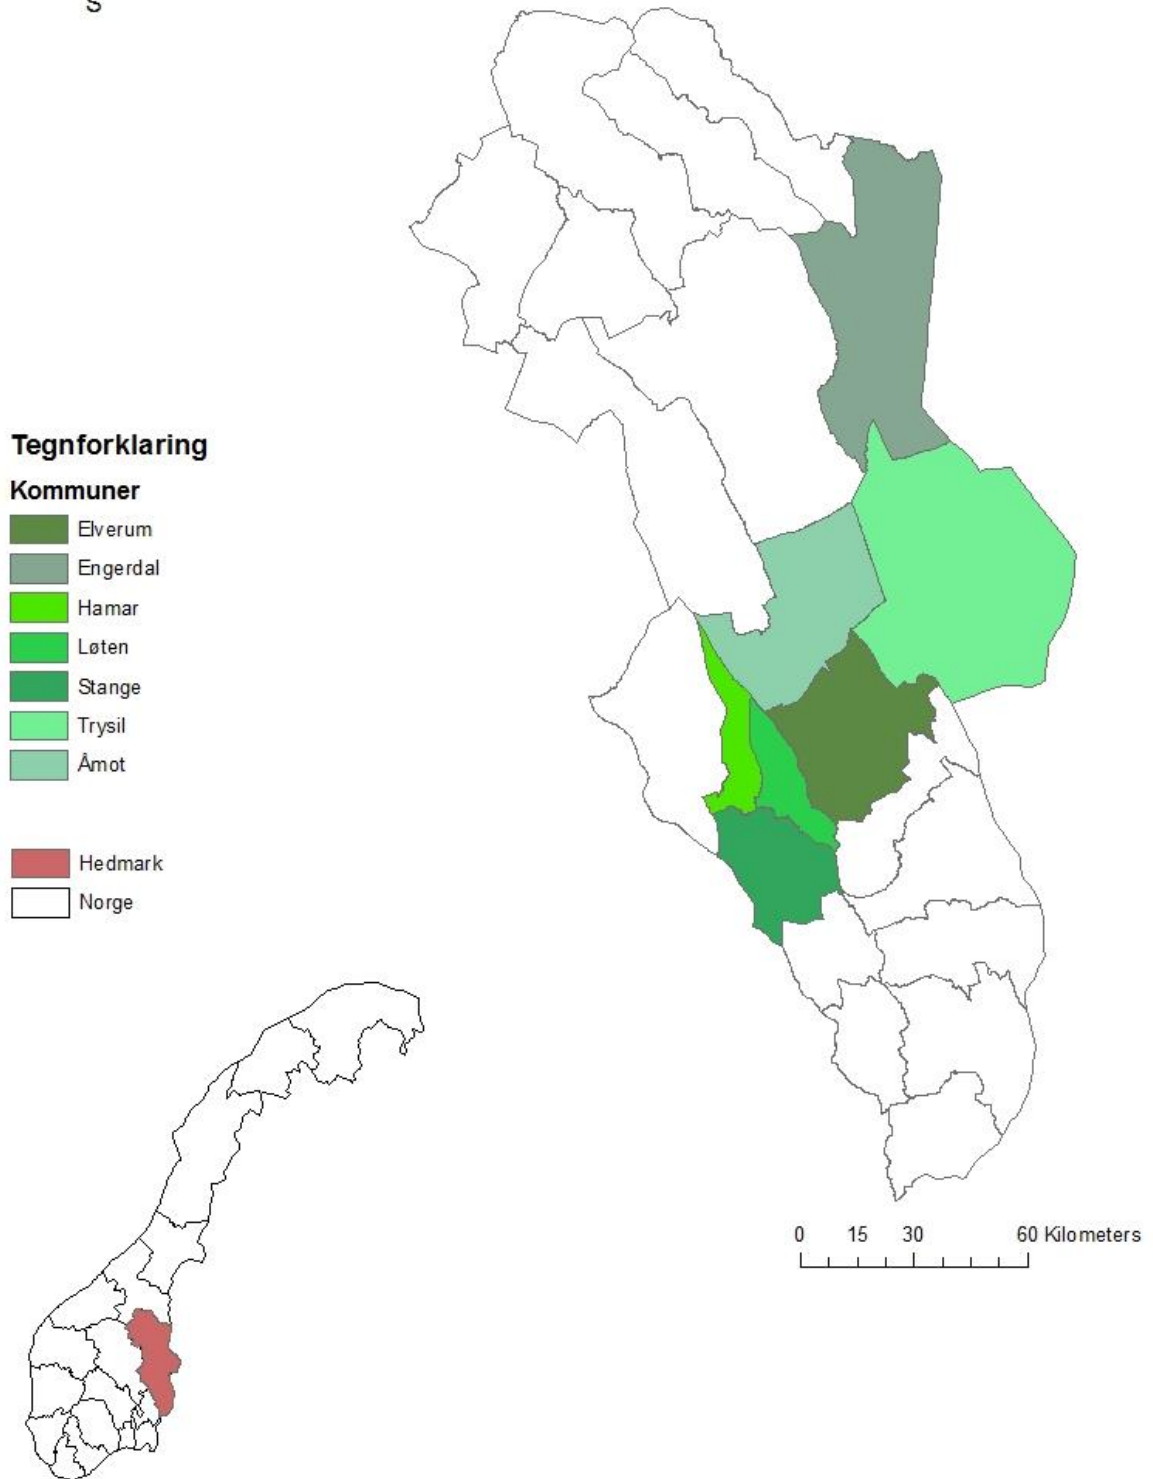 S
Tegnforklaring
Kommuner
Elverum
Engerdal
Hamar
Løten
Stange
Trysil
Åmot
Hedmark
Norge
0 15 30 60 Kilometers